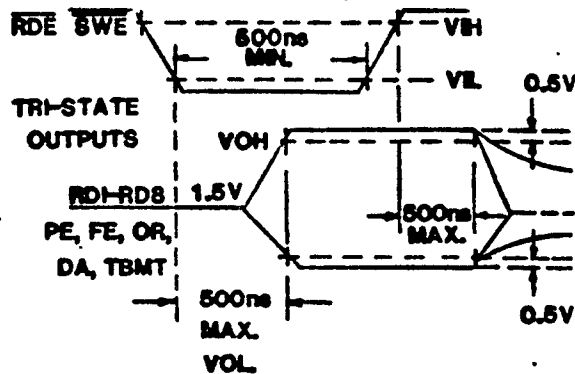 RDE SWE
500ns
MIN.
VIH
VIL
0.5V
TRI-STATE
OUTPUTS
VOH
RD1-RD8 1.5V
PE, FE, OR,
DA, TBMT
500ns
MAX.
500ns
MAX.
VOL.
0.5V